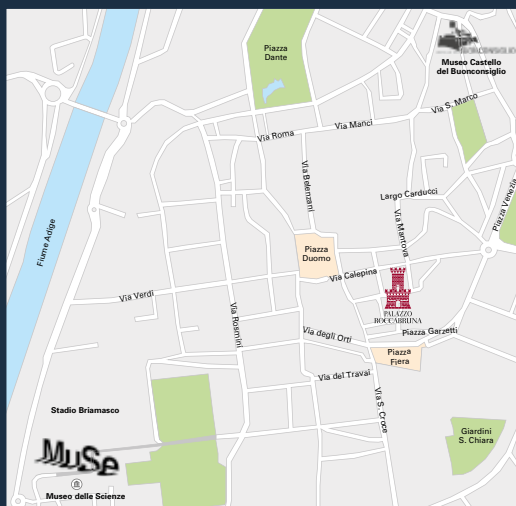 BUONCONSIGLIO
Museo Castello
del Buonconsiglio
Piazza
Dante
Via S. Marco
Via Manci
Via Roma
Via Belenzani
Largo Carducci
Piazza Venezia
Via Mantova
Fiume Adige
Piazza
Duomo
Via Calepina
Via Verdi
Via Rosmini
PALAZZO
ROCCABRUNA
Via degli Orti
Piazza Garzetti
Piazza
Fiera
Via del Travai
Via S. Croce
Stadio Briamasco
Giardini
S. Chiara
MuSe
Museo delle Scienze